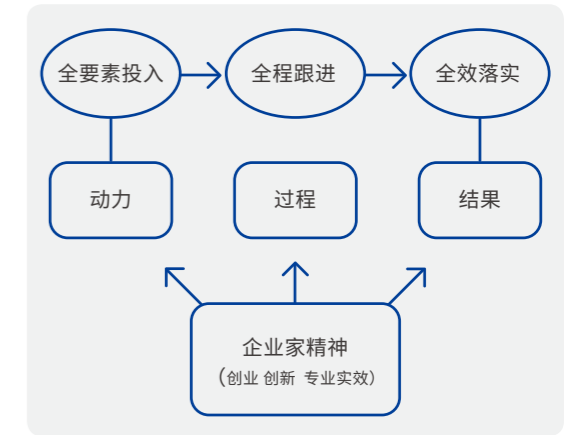 全要素投入
全程跟进
全效落实
动力
过程
结果
企业家精神
(创业 创新 专业实效)